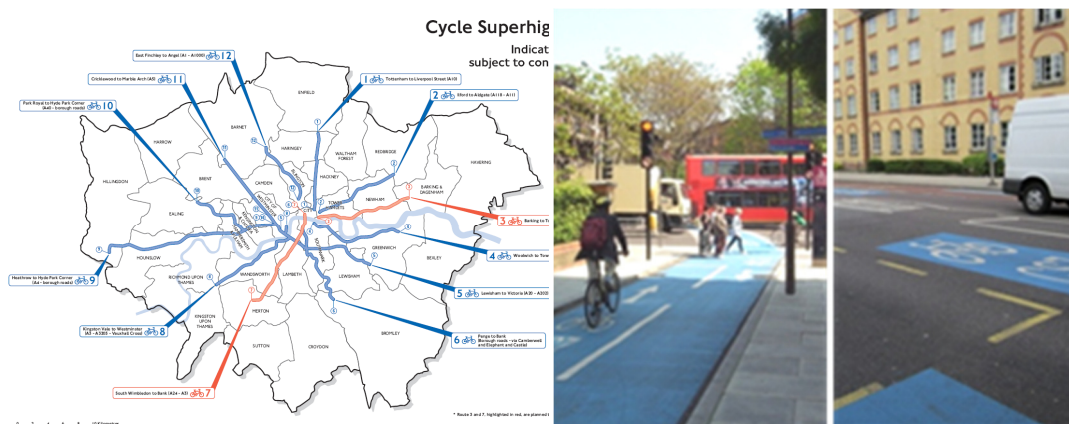 Cycle Superhig
Indicat
subject to con
East Finchley to Angel (A1 - A1000) 12
Cricklewood to Marble Arch (A5) 11
Park Road to Hyde Park Corner
(A40 - borough roads) 10
1 Tottenham to Liverpool Street (A10)
2 Ilford to Aldgate (A118 - A11)
ENFIELD
BARNET
HARROW
HARINGEY
WALTHAM
FOREST
REDBRIDGE
HAVERING
HILLINGDON
BRENT
CAMDEN
ISLINGTON
HACKNEY
BARKING &
DAGENHAM
NEWHAM
TOWER
HAMLETS
CITY
EALING
3 Barking to T
HOUNSLOW
GREENWICH
BEXLEY
4 Woolwich to Tow
Heathrow to Hyde Park Corner
(A4 - borough roads) 9
RICHMOND UPON
THAMES
WANDSWORTH
LAMBETH
SOUTHWARK
LEWISHAM
5 Lewisham to Victoria (A20 - A202)
KINGSTON
UPON
THAMES
MERTON
Kingston Vale to Westminster
(A3 - A3205 - Vauxhall Cross) 8
6 Penge to Bank
(Borough roads - via Camberwell
and Elephant and Castle)
BROMLEY
SUTTON
CROYDON
South Wimbledon to Bank (A24 - A3) 7
* Route 3 and 7, highlighted in red, are planned